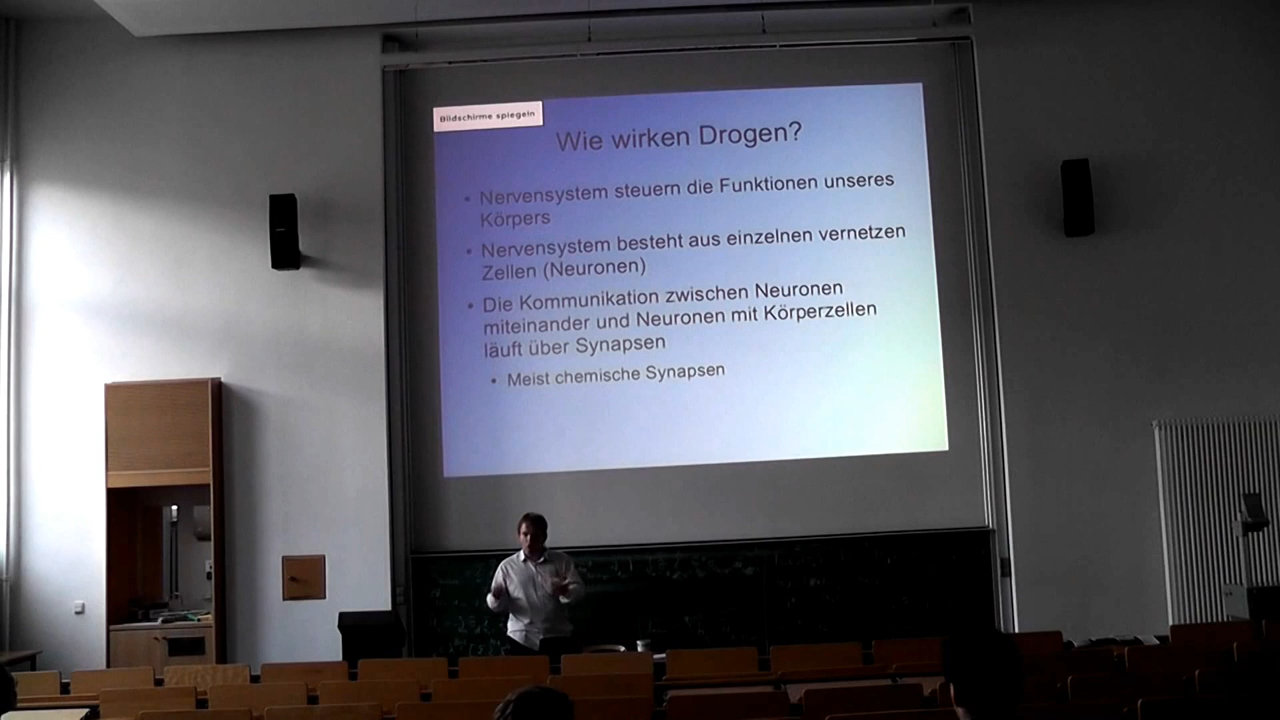 Bildschirme spiegeln
Wie wirken Drogen?
• Nervensystem steuern die Funktionen unseres
Körpers
• Nervensystem besteht aus einzelnen vernetzen
Zellen (Neuronen)
• Die Kommunikation zwischen Neuronen
miteinander und Neuronen mit Körperzellen
läuft über Synapsen
• Meist chemische Synapsen